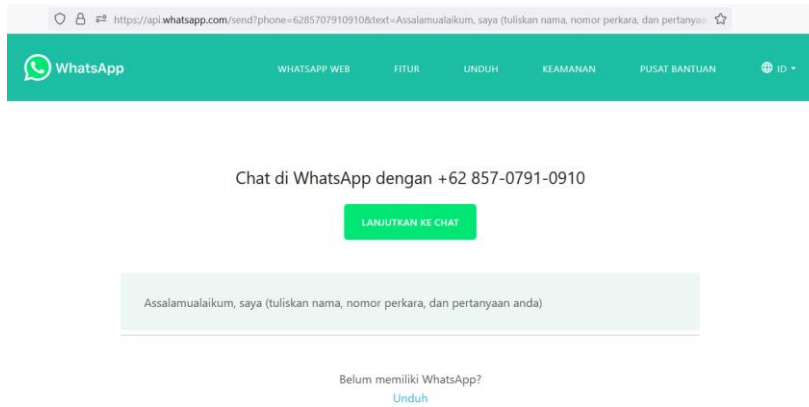 https://api.whatsapp.com/send?phone=6285707910910&text=Assalamualaikum, saya (tuliskan nama, nomor perkara, dan pertanyaa
WhatsApp
WHATSAPP WEB FITUR UNDUH KEAMANAN PUSAT BANTUAN ID
Chat di WhatsApp dengan +62 857-0791-0910
LANJUTKAN KE CHAT
Assalamualaikum, saya (tuliskan nama, nomor perkara, dan pertanyaan anda)
Belum memiliki WhatsApp?
Unduh